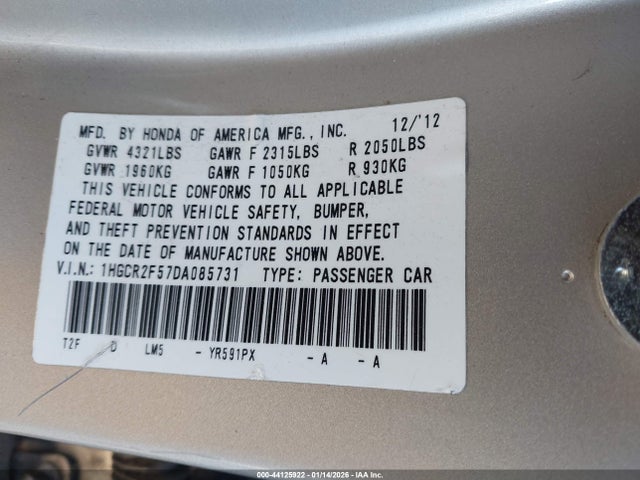 MFD. BY HONDA OF AMERICA MFG., INC. 12/'12
GVWR 4321LBS GAWR F 2315LBS R 2050LBS
GVWR 1960KG GAWR F 1050KG R 930KG
THIS VEHICLE CONFORMS TO ALL APPLICABLE
FEDERAL MOTOR VEHICLE SAFETY, BUMPER,
AND THEFT PREVENTION STANDARDS IN EFFECT
ON THE DATE OF MANUFACTURE SHOWN ABOVE.
V.I.N.: 1HGCR2F57DA085731 TYPE: PASSENGER CAR
T2F D LM5 - YR591PX - A - A
000-44125922 - 01/14/2026 - IAA Inc.